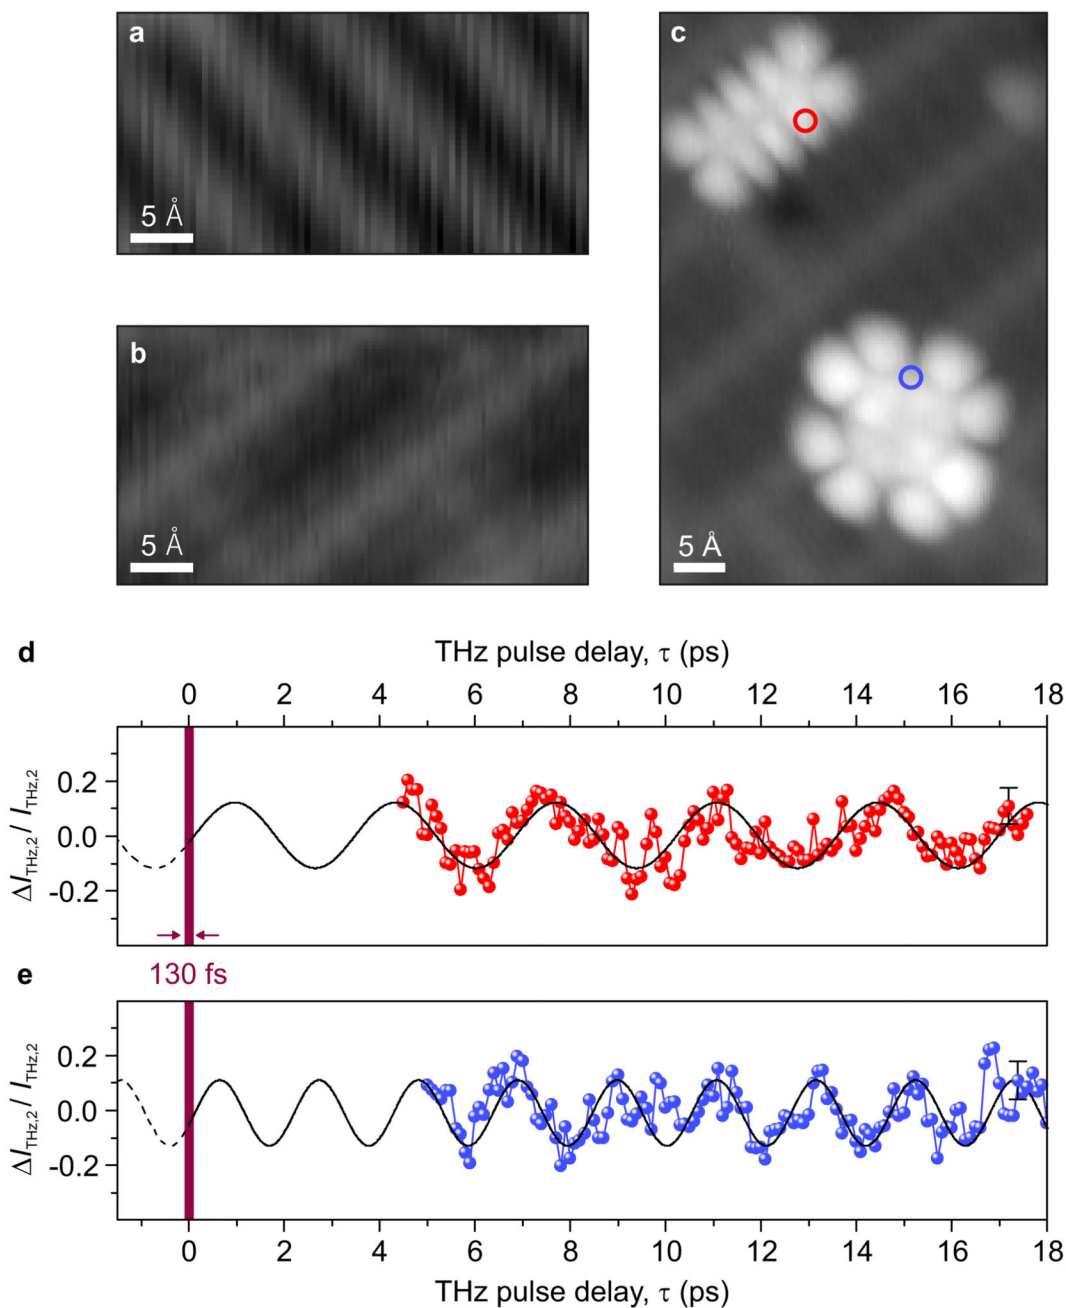 a
5 Å
b
5 Å
c
5 Å
d
THz pulse delay, τ (ps)
0 2 4 6 8 10 12 14 16 18
ΔI_THz,2 / I_THz,2
0.2
0.0
-0.2
130 fs
e
ΔI_THz,2 / I_THz,2
0.2
0.0
-0.2
0 2 4 6 8 10 12 14 16 18
THz pulse delay, τ (ps)